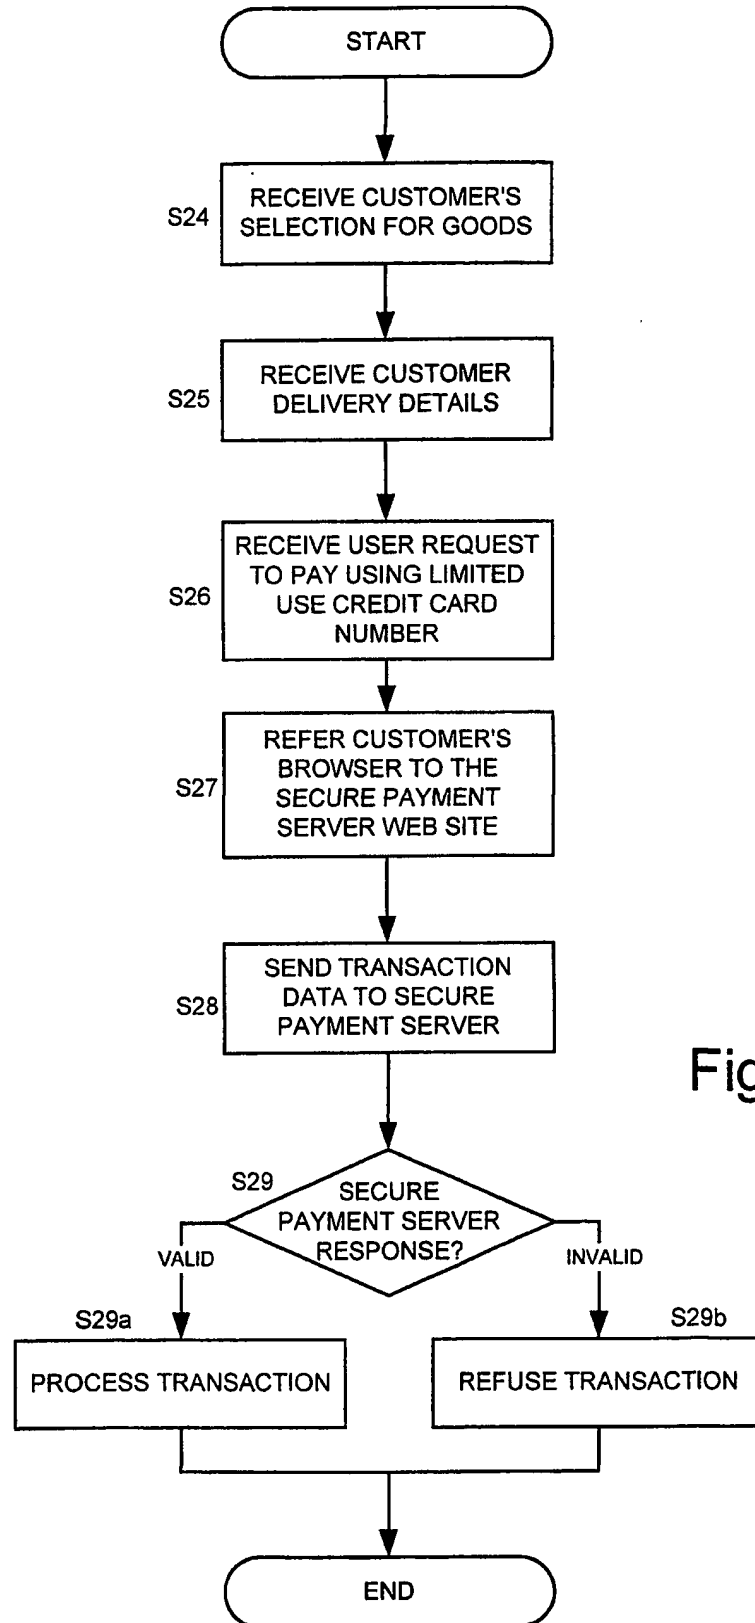 START
S24
RECEIVE CUSTOMER'S
SELECTION FOR GOODS
S25
RECEIVE CUSTOMER
DELIVERY DETAILS
S26
RECEIVE USER REQUEST
TO PAY USING LIMITED
USE CREDIT CARD
NUMBER
S27
REFER CUSTOMER'S
BROWSER TO THE
SECURE PAYMENT
SERVER WEB SITE
S28
SEND TRANSACTION
DATA TO SECURE
PAYMENT SERVER
Fig
S29
SECURE
PAYMENT SERVER
RESPONSE?
VALID
INVALID
S29a
PROCESS TRANSACTION
S29b
REFUSE TRANSACTION
END